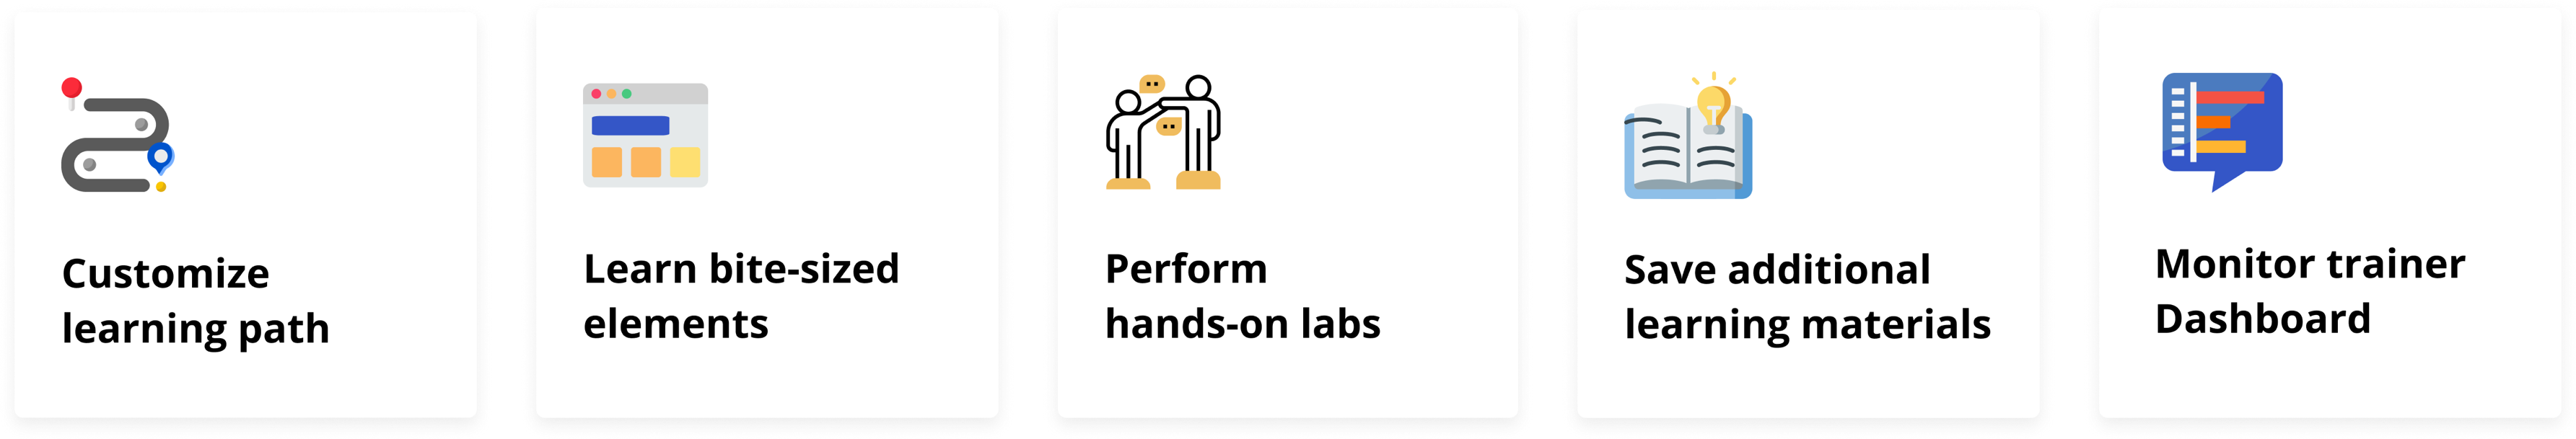 Customize
learning path
Learn bite-sized
elements
Perform
hands-on labs
Save additional
learning materials
Monitor trainer
Dashboard